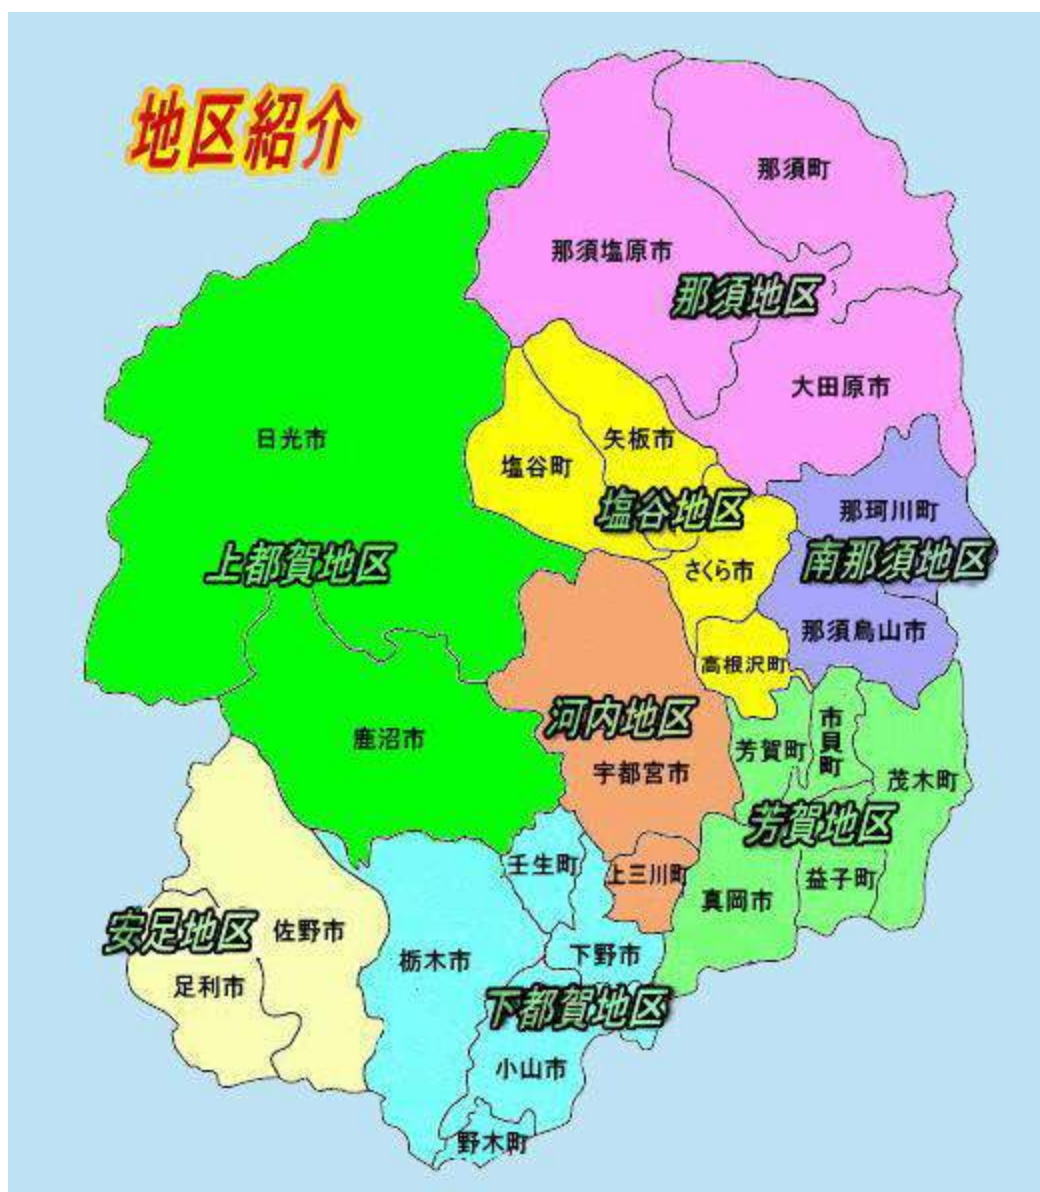 地区紹介
那須町
那須塩原市
那須地区
大田原市
日光市
矢板市
塩谷町
塩谷地区
那珂川町
上都賀地区
さくら市
南那須地区
那須烏山市
高根沢町
鹿沼市
河内地区
宇都宮市
芳賀町
市貝町
茂木町
芳賀地区
壬生町
上三川町
真岡市
益子町
安足地区
佐野市
栃木市
下野市
足利市
下都賀地区
小山市
野木町